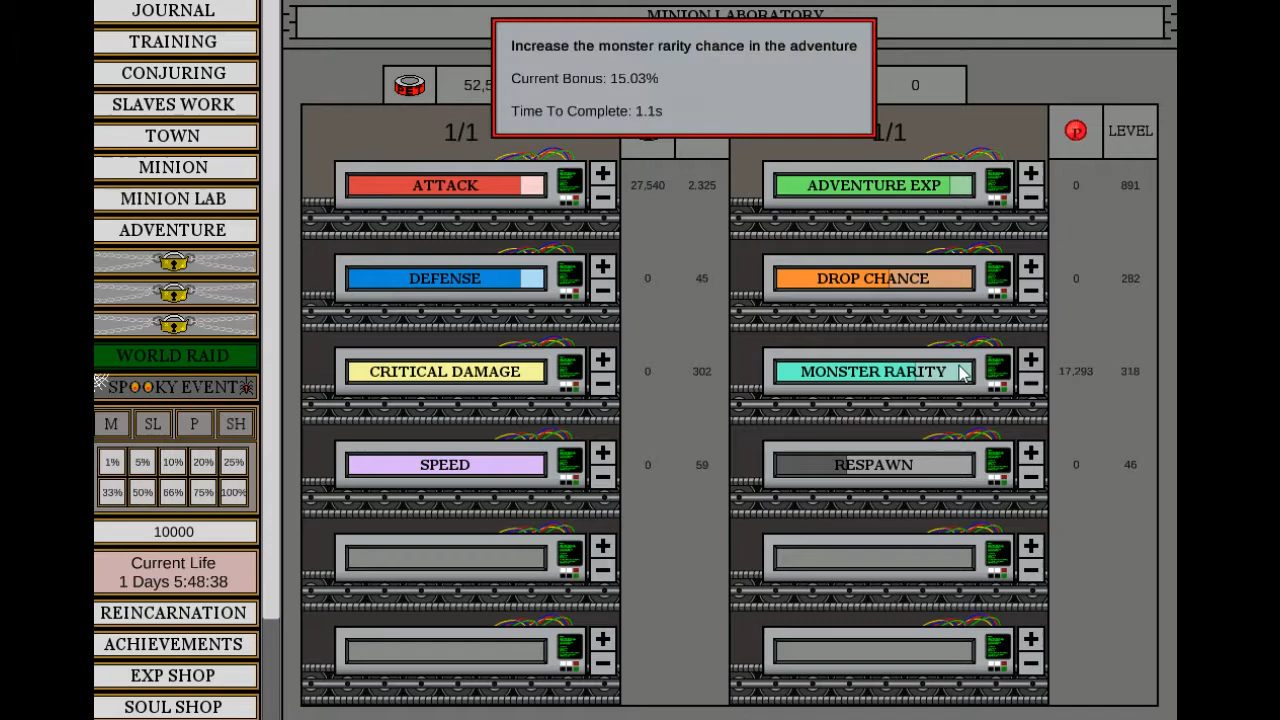 JOURNAL
TRAINING
CONJURING
SLAVES WORK
TOWN
MINION
MINION LAB
ADVENTURE
WORLD RAID
SPOOKY EVENT
M SL P SH
1% 5% 10% 20% 25%
33% 50% 66% 75% 100%
10000
Current Life
1 Days 5:48:38
REINCARNATION
ACHIEVEMENTS
EXP SHOP
SOUL SHOP
MINION LABORATORY
Increase the monster rarity chance in the adventure
Current Bonus: 15.03%
Time To Complete: 1.1s
PET 52,5
0
1/1
1/1
P LEVEL
ATTACK 27,540 2,325
DEFENSE 0 45
CRITICAL DAMAGE 0 302
SPEED 0 59
ADVENTURE EXP 0 891
DROP CHANCE 0 282
MONSTER RARITY 17,293 318
RESPAWN 0 46